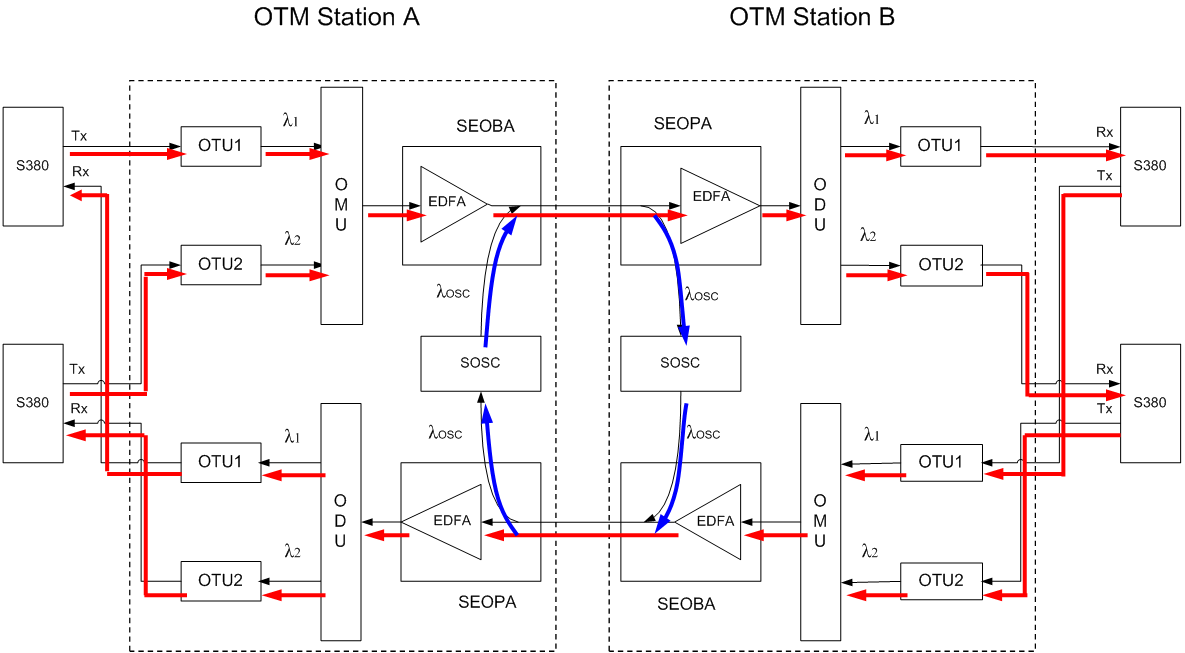 OTM Station A
OTM Station B
SEOBA
SEOPA
λ1
λ1
Tx
OTU1
OTU1
Rx
S380
Rx
O
M
U
EDFA
EDFA
O
D
U
Tx
S380
λ2
λ2
OTU2
OTU2
λOSC
λOSC
SOSC
SOSC
Tx
Rx
S380
Rx
Tx
S380
λ1
λOSC
λOSC
λ1
OTU1
OTU1
O
D
U
EDFA
EDFA
O
M
U
λ2
λ2
OTU2
OTU2
SEOPA
SEOBA